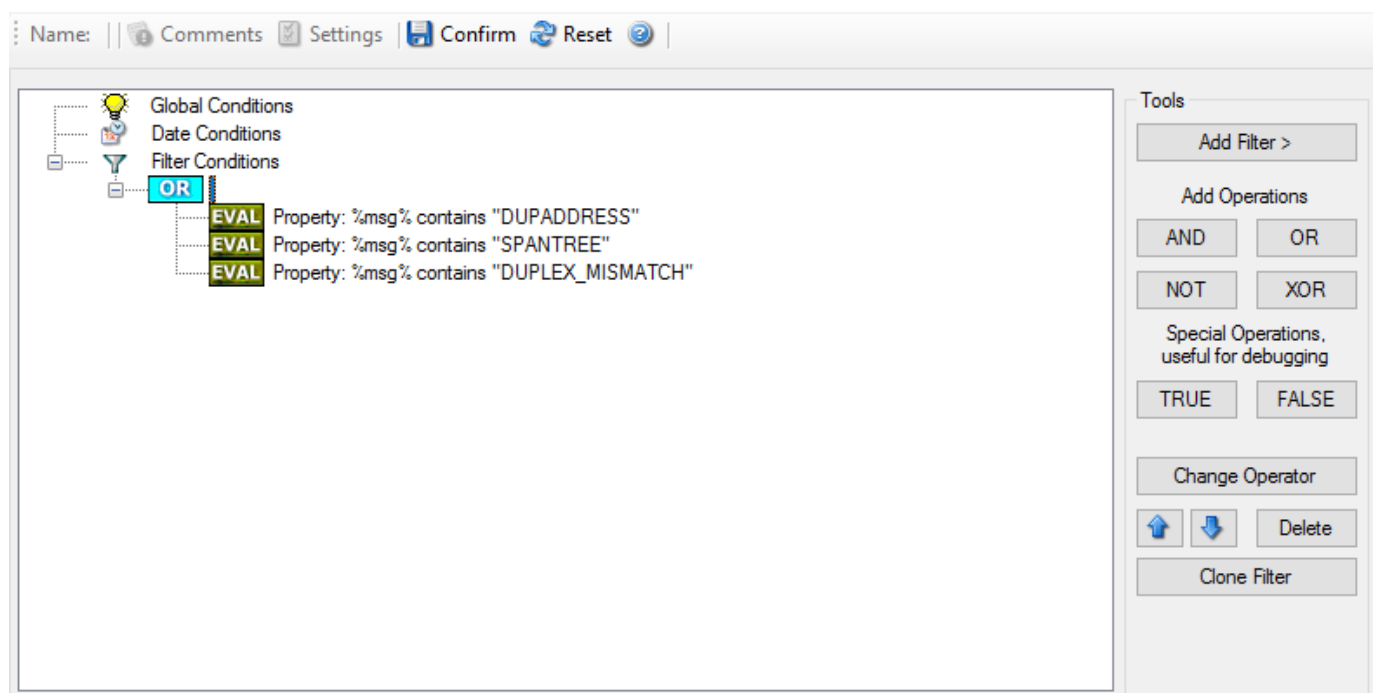 Name: Comments Settings Confirm Reset
Global Conditions
Date Conditions
Filter Conditions
OR
EVAL Property: %msg% contains "DUPADDRESS"
EVAL Property: %msg% contains "SPANTREE"
EVAL Property: %msg% contains "DUPLEX_MISMATCH"
Tools
Add Filter >
Add Operations
AND OR
NOT XOR
Special Operations,
useful for debugging
TRUE FALSE
Change Operator
Delete
Clone Filter